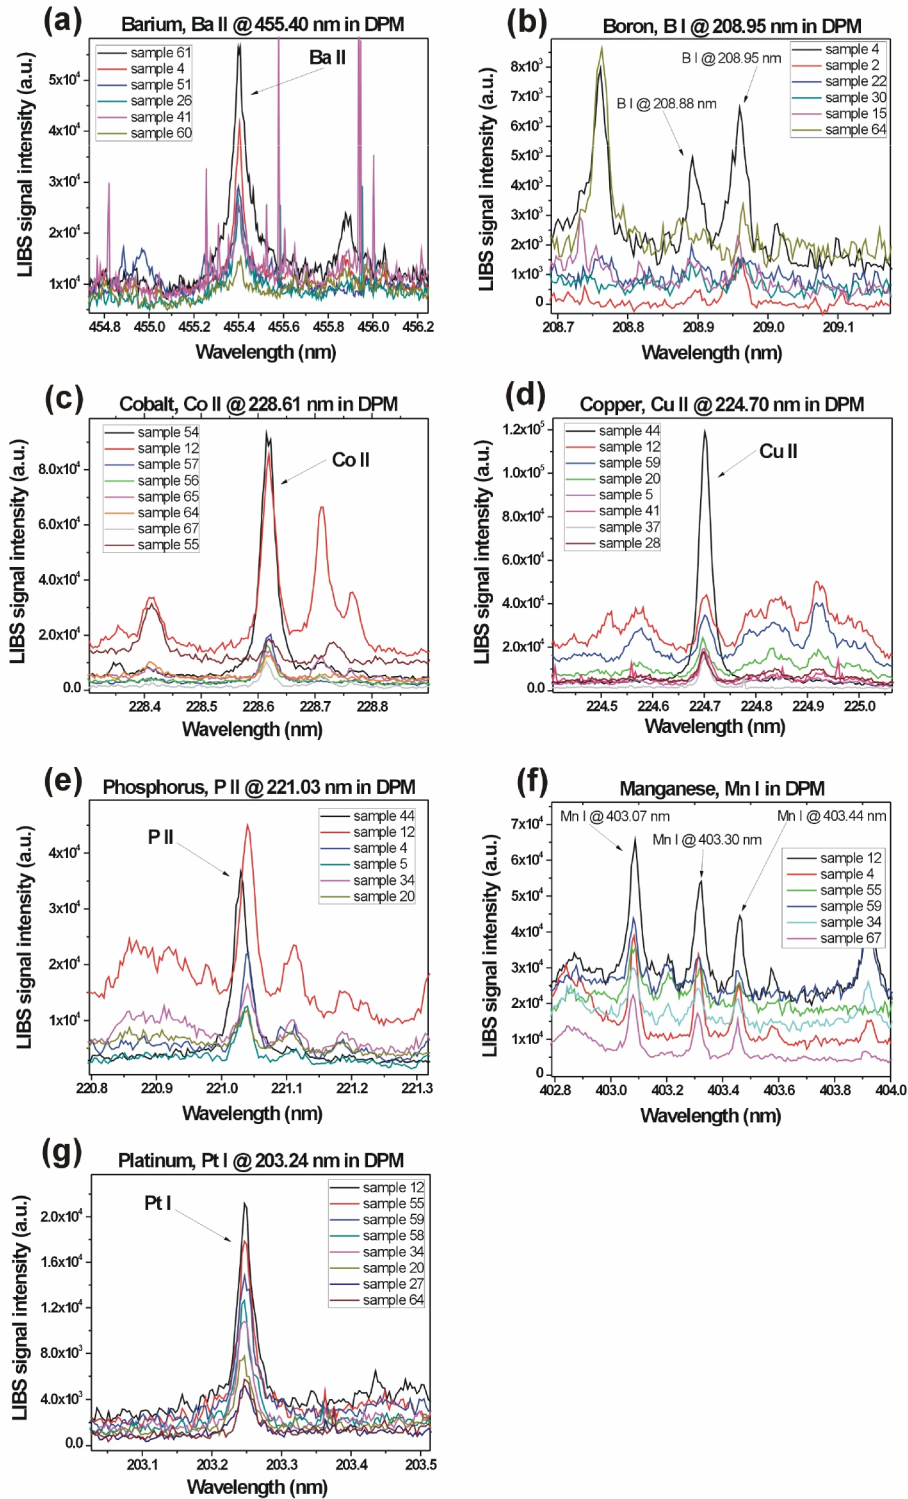 (a)
Barium, Ba II @ 455.40 nm in DPM
LIBS signal intensity (a.u.)
5x10⁴
4x10⁴
3x10⁴
2x10⁴
1x10⁴
sample 61
sample 4
sample 51
sample 26
sample 41
sample 60
Ba II
454.8 455.0 455.2 455.4 455.6 455.8 456.0 456.2
Wavelength (nm)
(b)
Boron, B I @ 208.95 nm in DPM
LIBS signal intensity (a.u.)
8x10³
7x10³
6x10³
5x10³
4x10³
3x10³
2x10³
1x10³
0
B I @ 208.95 nm
B I @ 208.88 nm
sample 4
sample 2
sample 22
sample 30
sample 15
sample 64
208.7 208.8 208.9 209.0 209.1
Wavelength (nm)
(c)
Cobalt, Co II @ 228.61 nm in DPM
LIBS signal intensity (a.u.)
8.0x10⁴
6.0x10⁴
4.0x10⁴
2.0x10⁴
0.0
sample 54
sample 12
sample 57
sample 56
sample 65
sample 64
sample 67
sample 55
Co II
228.4 228.5 228.6 228.7 228.8
Wavelength (nm)
(d)
Copper, Cu II @ 224.70 nm in DPM
LIBS signal intensity (a.u.)
1.2x10⁵
1.0x10⁵
8.0x10⁴
6.0x10⁴
4.0x10⁴
2.0x10⁴
0.0
sample 44
sample 12
sample 59
sample 20
sample 5
sample 41
sample 37
sample 28
Cu II
224.5 224.6 224.7 224.8 224.9 225.0
Wavelength (nm)
(e)
Phosphorus, P II @ 221.03 nm in DPM
LIBS signal intensity (a.u.)
4x10⁴
3x10⁴
2x10⁴
1x10⁴
P II
sample 44
sample 12
sample 4
sample 5
sample 34
sample 20
220.8 220.9 221.0 221.1 221.2 221.3
Wavelength (nm)
(f)
Manganese, Mn I in DPM
LIBS signal intensity (a.u.)
7x10⁴
6x10⁴
5x10⁴
4x10⁴
3x10⁴
2x10⁴
1x10⁴
0
Mn I @ 403.07 nm
Mn I @ 403.30 nm
Mn I @ 403.44 nm
sample 12
sample 4
sample 55
sample 59
sample 34
sample 67
402.8 403.0 403.2 403.4 403.6 403.8 404.0
Wavelength (nm)
(g)
Platinum, Pt I @ 203.24 nm in DPM
LIBS signal intensity (a.u.)
2.0x10⁴
1.6x10⁴
1.2x10⁴
8.0x10³
4.0x10³
0.0
Pt I
sample 12
sample 55
sample 59
sample 58
sample 34
sample 20
sample 27
sample 64
203.1 203.2 203.3 203.4 203.5
Wavelength (nm)